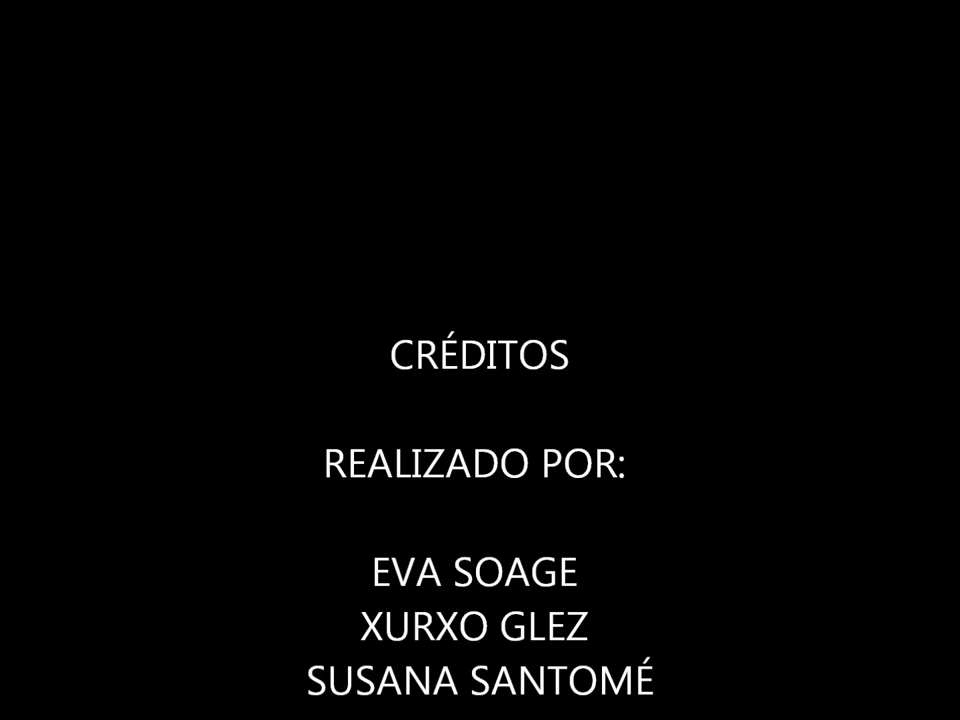 CRÉDITOS
REALIZADO POR:
EVA SOAGE
XURXO GLEZ
SUSANA SANTOMÉ